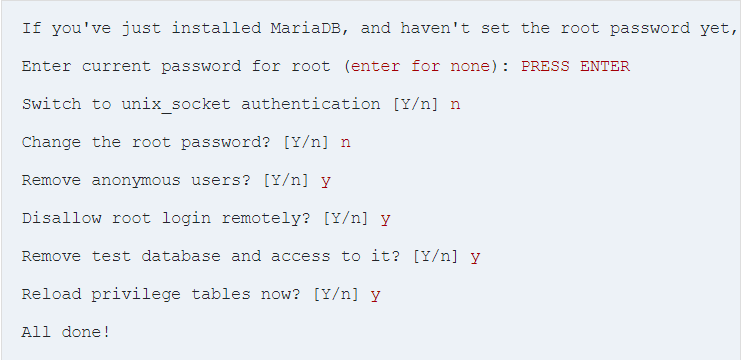 If you've just installed MariaDB, and haven't set the root password yet,
Enter current password for root (enter for none): PRESS ENTER
Switch to unix_socket authentication [Y/n] n
Change the root password? [Y/n] n
Remove anonymous users? [Y/n] y
Disallow root login remotely? [Y/n] y
Remove test database and access to it? [Y/n] y
Reload privilege tables now? [Y/n] y
All done!